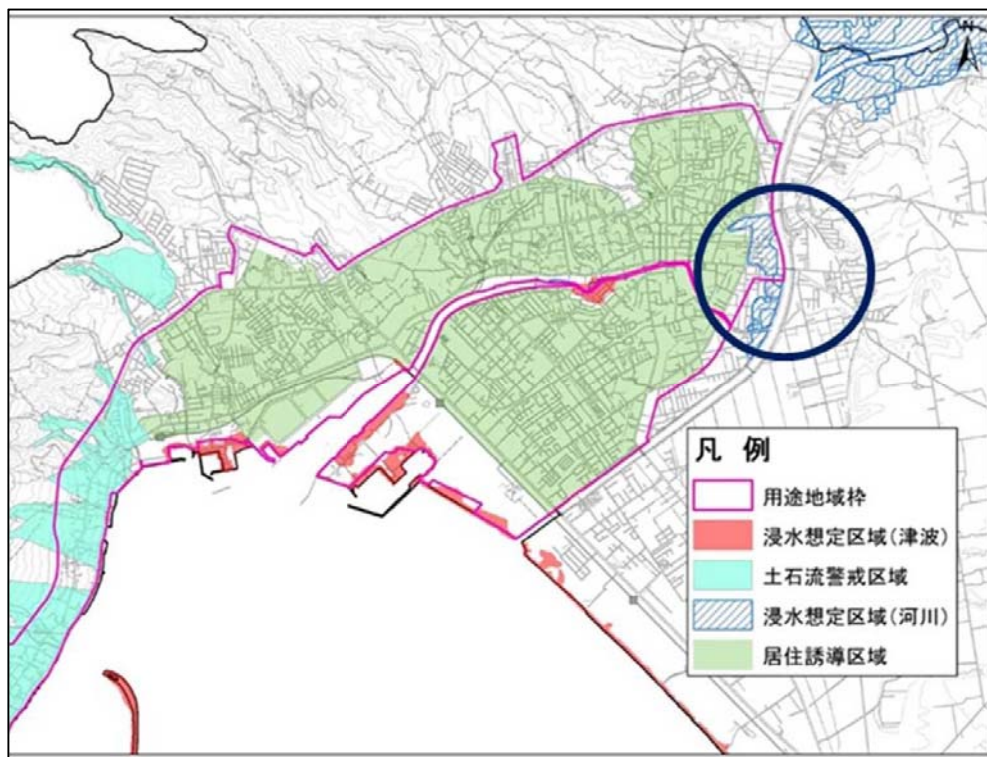 N
凡 例
用途地域枠
浸水想定区域(津波)
土石流警戒区域
浸水想定区域(河川)
居住誘導区域